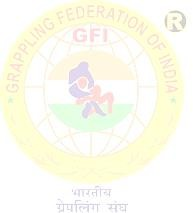 GRAPPLING FEDERATION OF INDIA
®
GFI
भारतीय
ग्रेपलिंग संघ